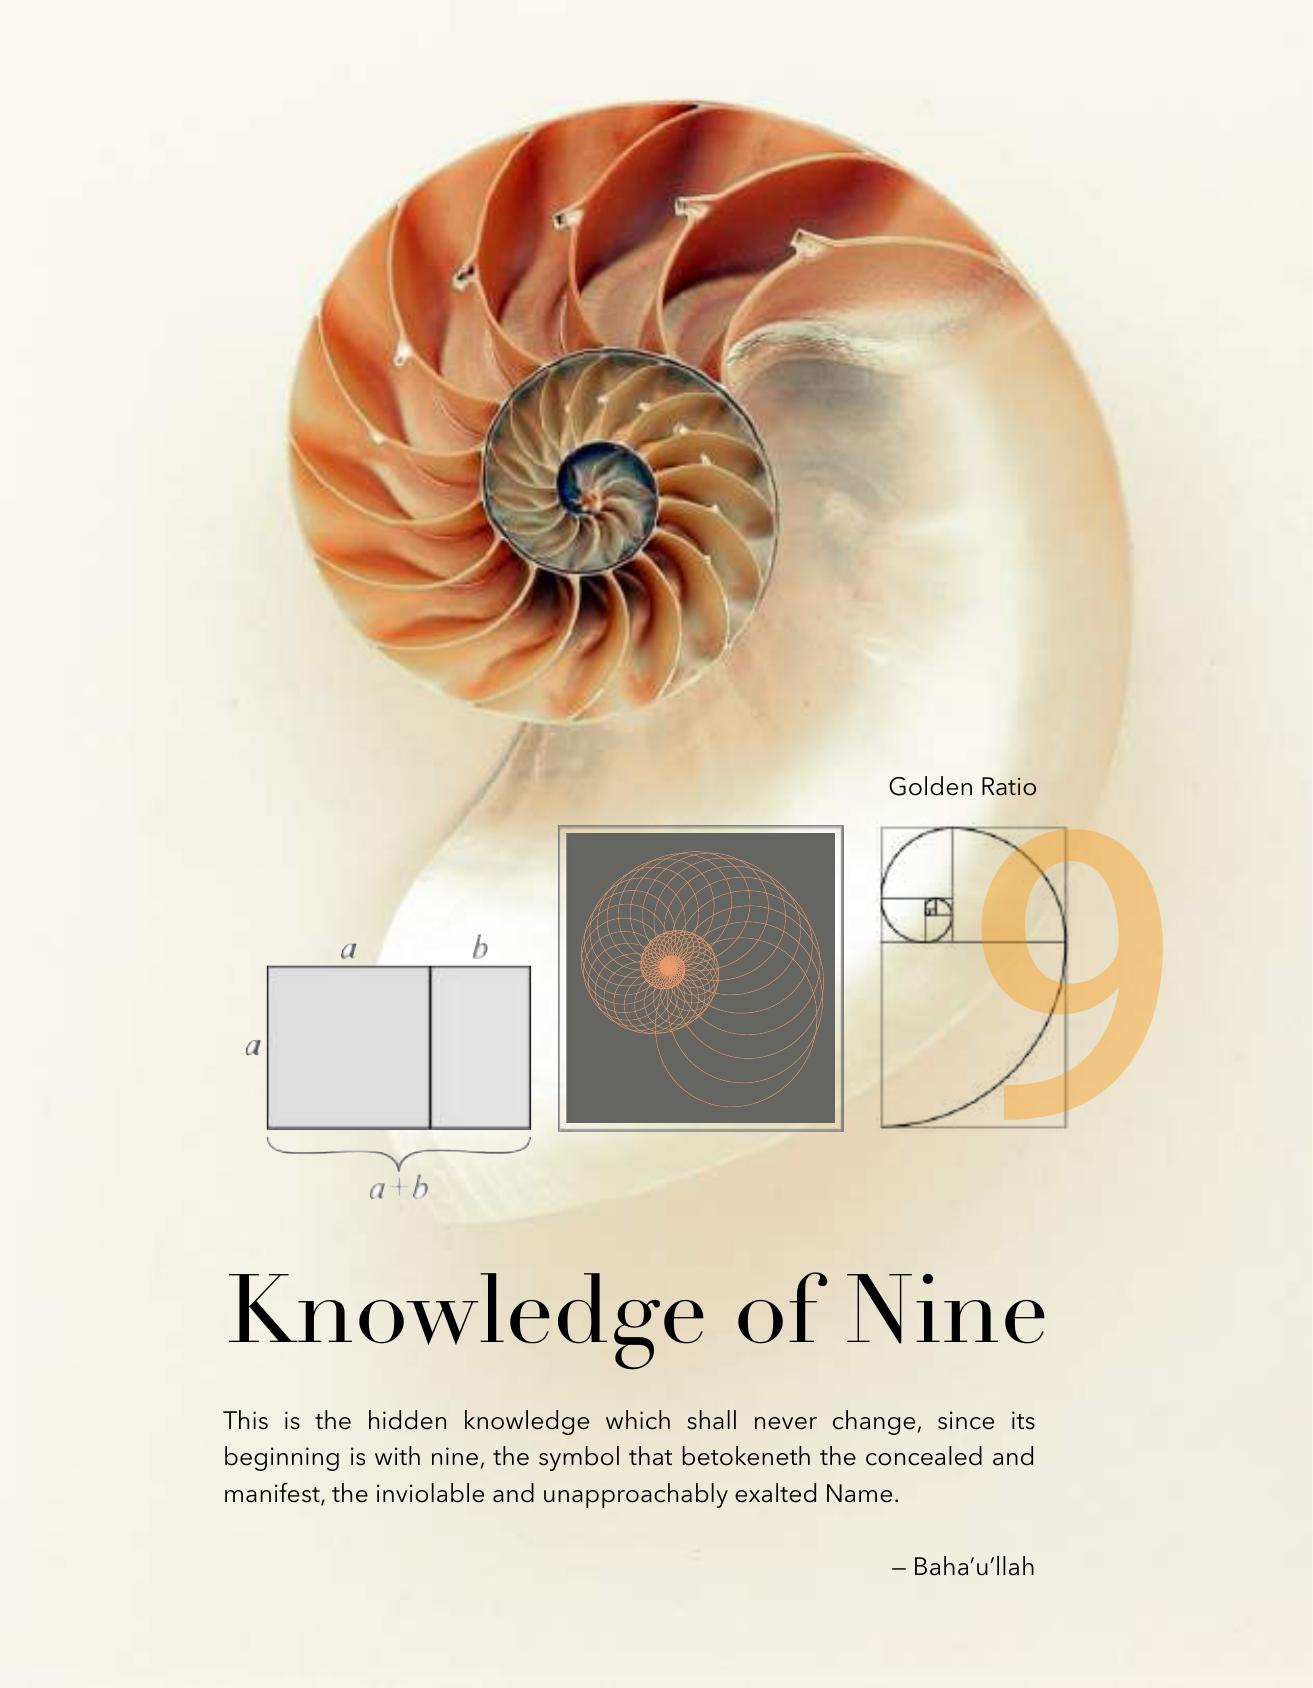 Golden Ratio
9
a
b
a
a+b
Knowledge of Nine
This is the hidden knowledge which shall never change, since its
beginning is with nine, the symbol that betokeneth the concealed and
manifest, the inviolable and unapproachably exalted Name.
– Baha’u’llah